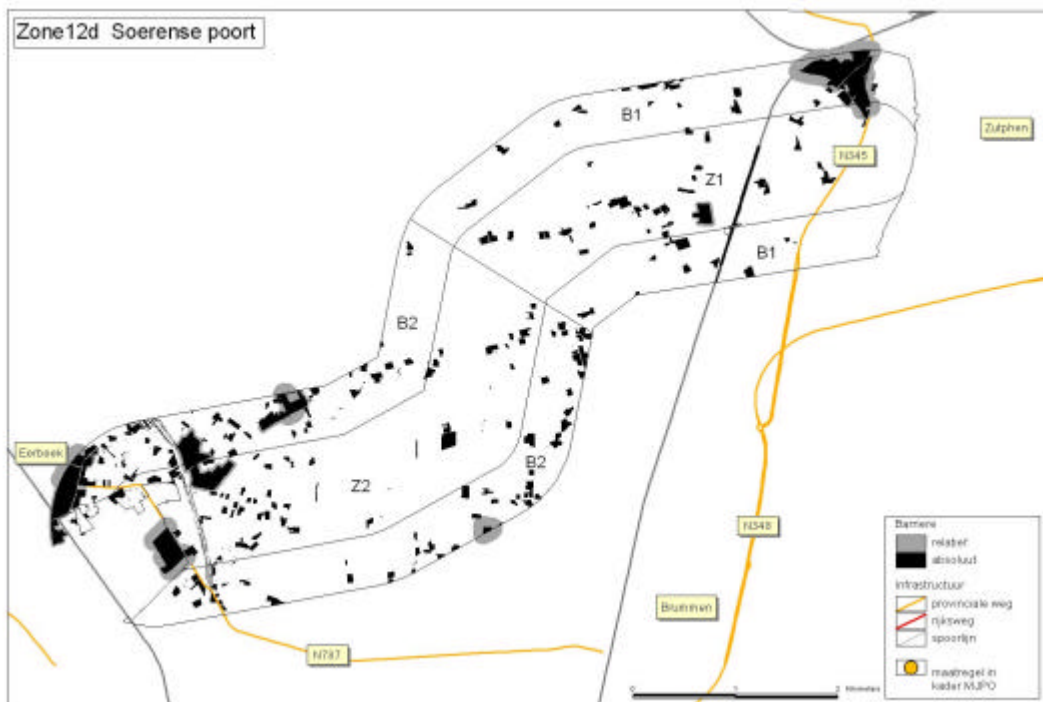 Zone12d Soerense poort
B1
Zutphen
N345
Z1
B1
B2
Eerbeek
B2
Z2
N348
Barriere
relatief
absoluut
Infrastructuur
provinciale weg
rijksweg
spoorlijn
maatregel in
kader MJPO
Brummen
N787
0 1 2 Kilometers